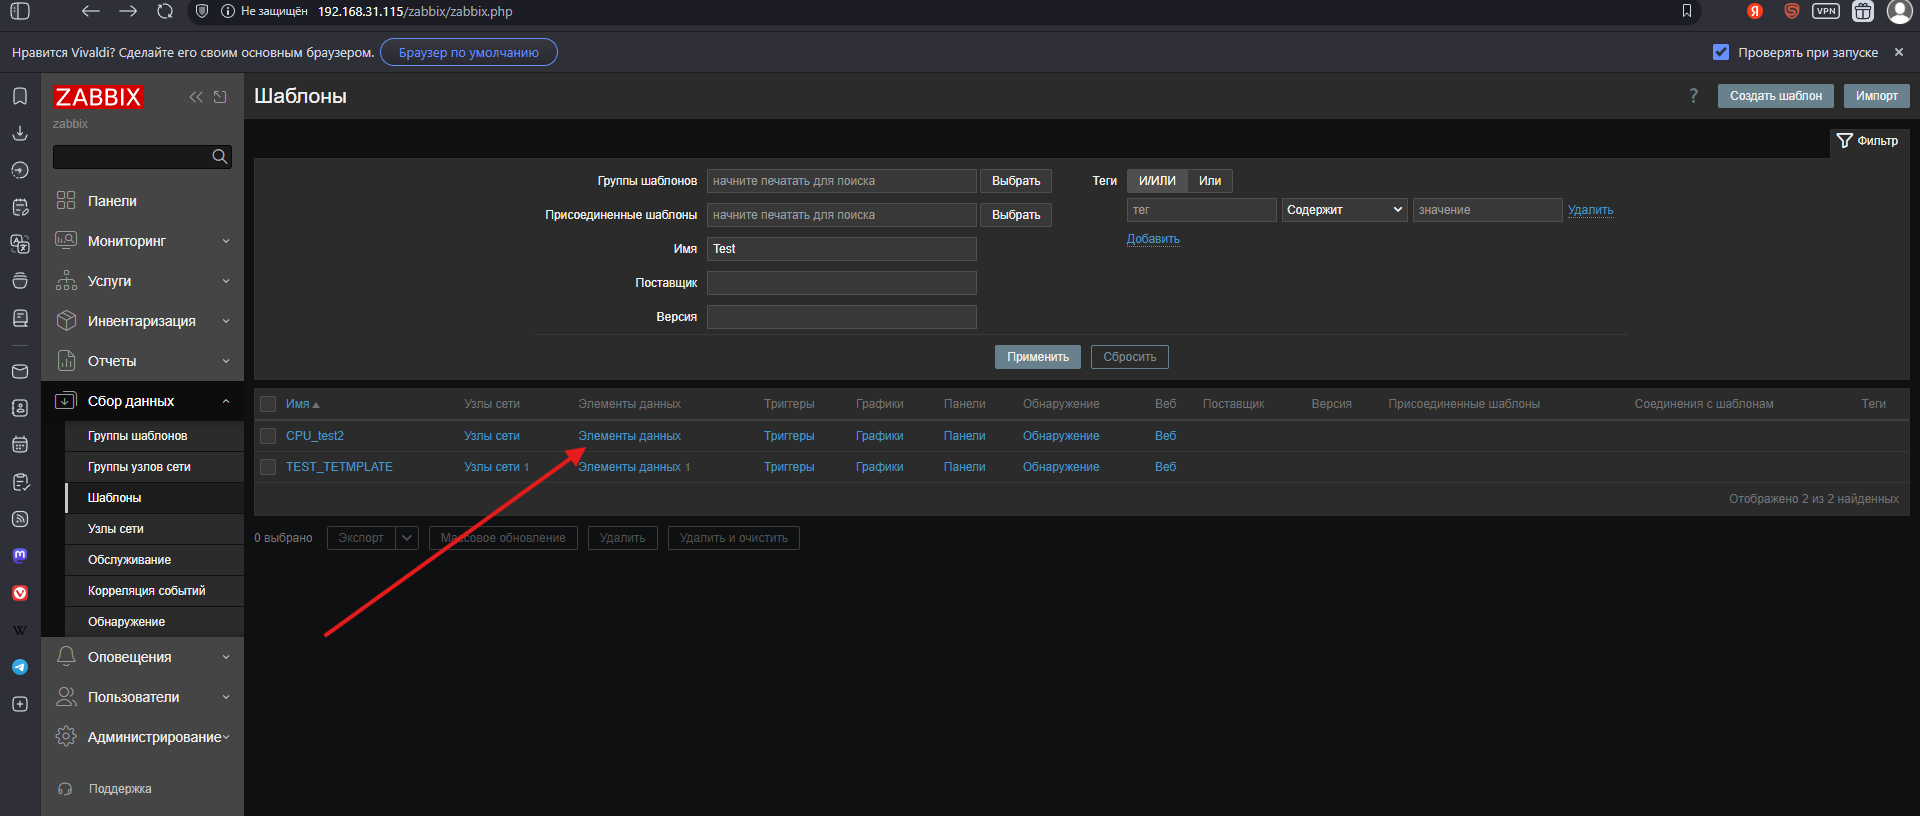 Не защищён 192.168.31.115/zabbix/zabbix.php
VPN
Нравится Vivaldi? Сделайте его своим основным браузером. Браузер по умолчанию Проверять при запуске
ZABBIX
zabbix
Панели
Мониторинг
Услуги
Инвентаризация
Отчеты
Сбор данных
Группы шаблонов
Группы узлов сети
Шаблоны
Узлы сети
Обслуживание
Корреляция событий
Обнаружение
Оповещения
Пользователи
Администрирование
Поддержка
Шаблоны
? Создать шаблон Импорт
Фильтр
Группы шаблонов начните печатать для поиска Выбрать
Присоединенные шаблоны начните печатать для поиска Выбрать
Имя Test
Поставщик
Версия
Теги И/ИЛИ Или
тег Содержит значение Удалить
Добавить
Применить Сбросить
Имя Узлы сети Элементы данных Триггеры Графики Панели Обнаружение Веб Поставщик Версия Присоединенные шаблоны Соединения с шаблонам Теги
CPU_test2 Узлы сети Элементы данных Триггеры Графики Панели Обнаружение Веб
TEST_TETMPLATE Узлы сети 1 Элементы данных 1 Триггеры Графики Панели Обнаружение Веб
Отображено 2 из 2 найденных
0 выбрано Экспорт Массовое обновление Удалить Удалить и очистить